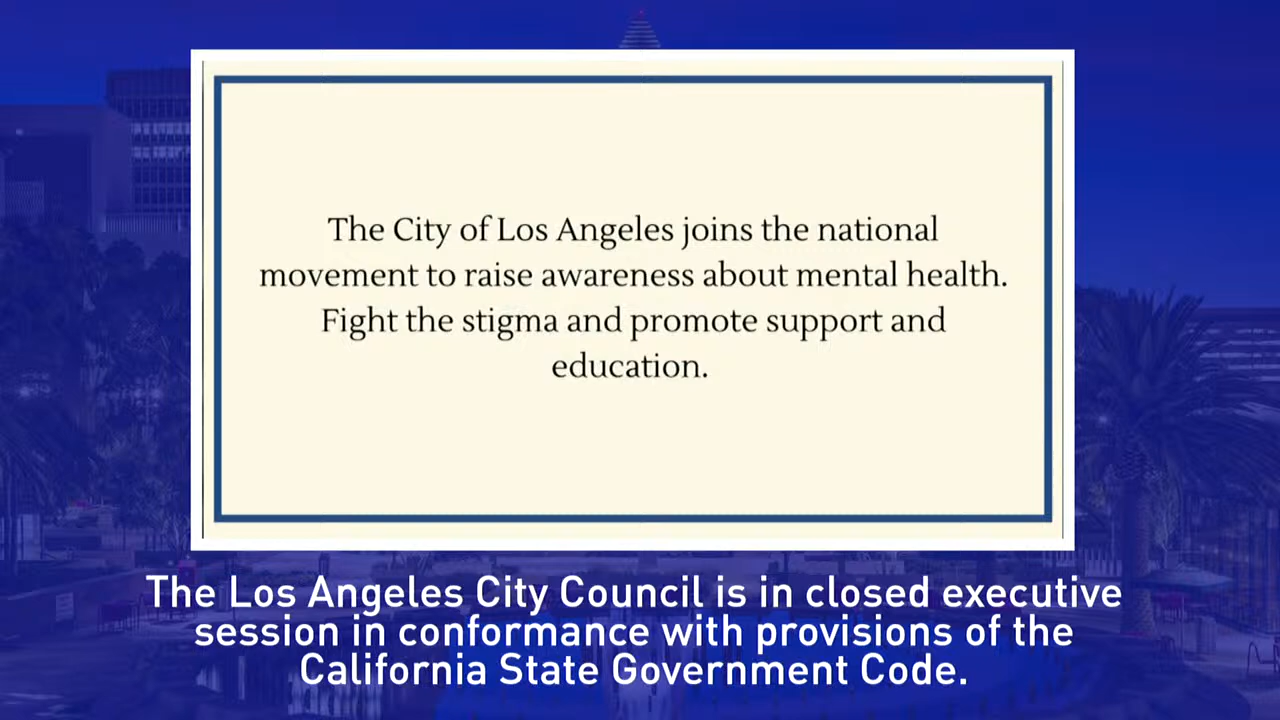 The City of Los Angeles joins the national
movement to raise awareness about mental health.
Fight the stigma and promote support and
education.
The Los Angeles City Council is in closed executive
session in conformance with provisions of the
California State Government Code.